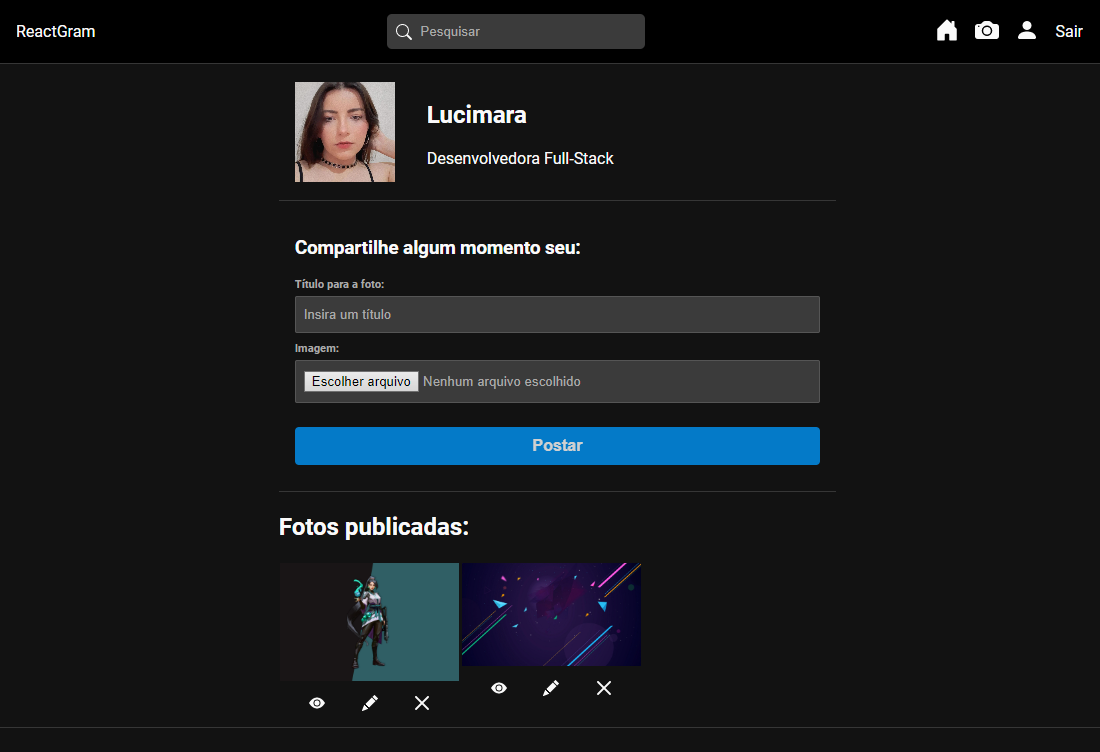 ReactGram
Pesquisar
Sair
Lucimara
Desenvolvedora Full-Stack
Compartilhe algum momento seu:
Título para a foto:
Insira um título
Imagem:
Escolher arquivo Nenhum arquivo escolhido
Postar
Fotos publicadas: